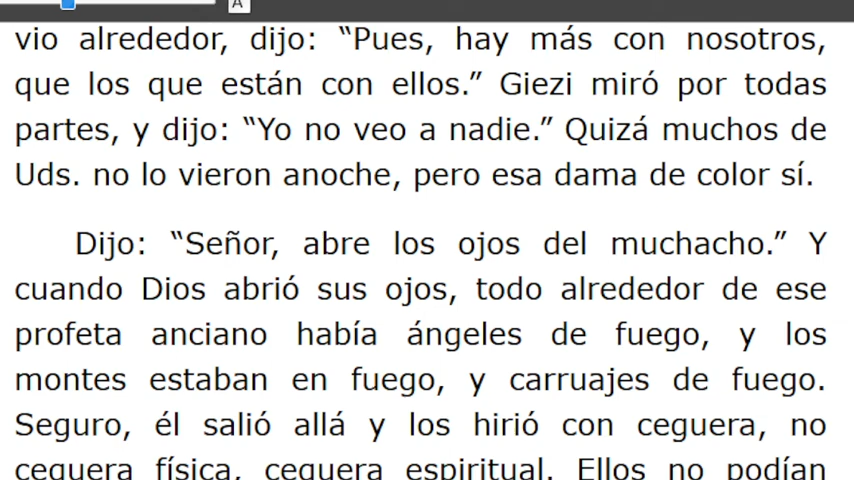 A
vio alrededor, dijo: “Pues, hay más con nosotros,
que los que están con ellos.” Giezi miró por todas
partes, y dijo: “Yo no veo a nadie.” Quizá muchos de
Uds. no lo vieron anoche, pero esa dama de color sí.
Dijo: “Señor, abre los ojos del muchacho.” Y
cuando Dios abrió sus ojos, todo alrededor de ese
profeta anciano había ángeles de fuego, y los
montes estaban en fuego, y carruajes de fuego.
Seguro, él salió allá y los hirió con ceguera, no
ceguera física, ceguera espiritual. Ellos no podían